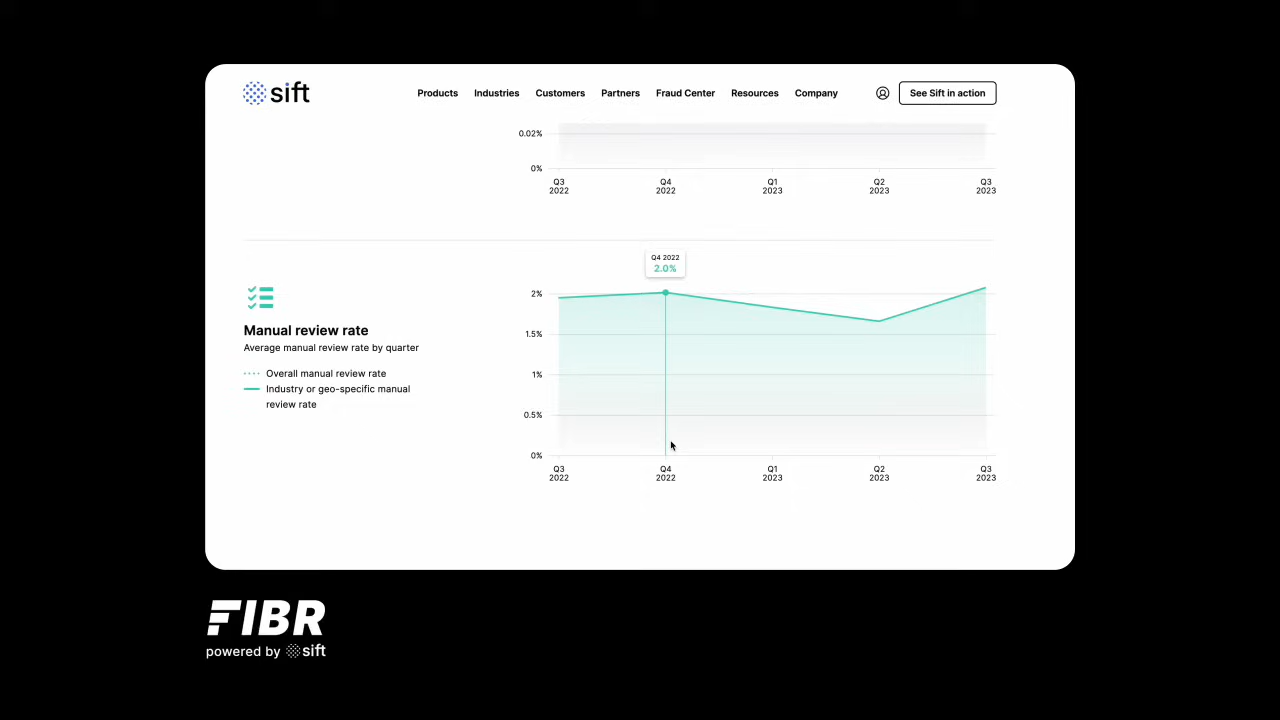 sift
Products Industries Customers Partners Fraud Center Resources Company See Sift in action
0.02%
0%
Q3 Q4 Q1 Q2 Q3
2022 2022 2023 2023 2023
Q4 2022
2.0%
Manual review rate
Average manual review rate by quarter
Overall manual review rate
Industry or geo-specific manual
review rate
2%
1.5%
1%
0.5%
0%
Q3 Q4 Q1 Q2 Q3
2022 2022 2023 2023 2023
FIBR
powered by sift